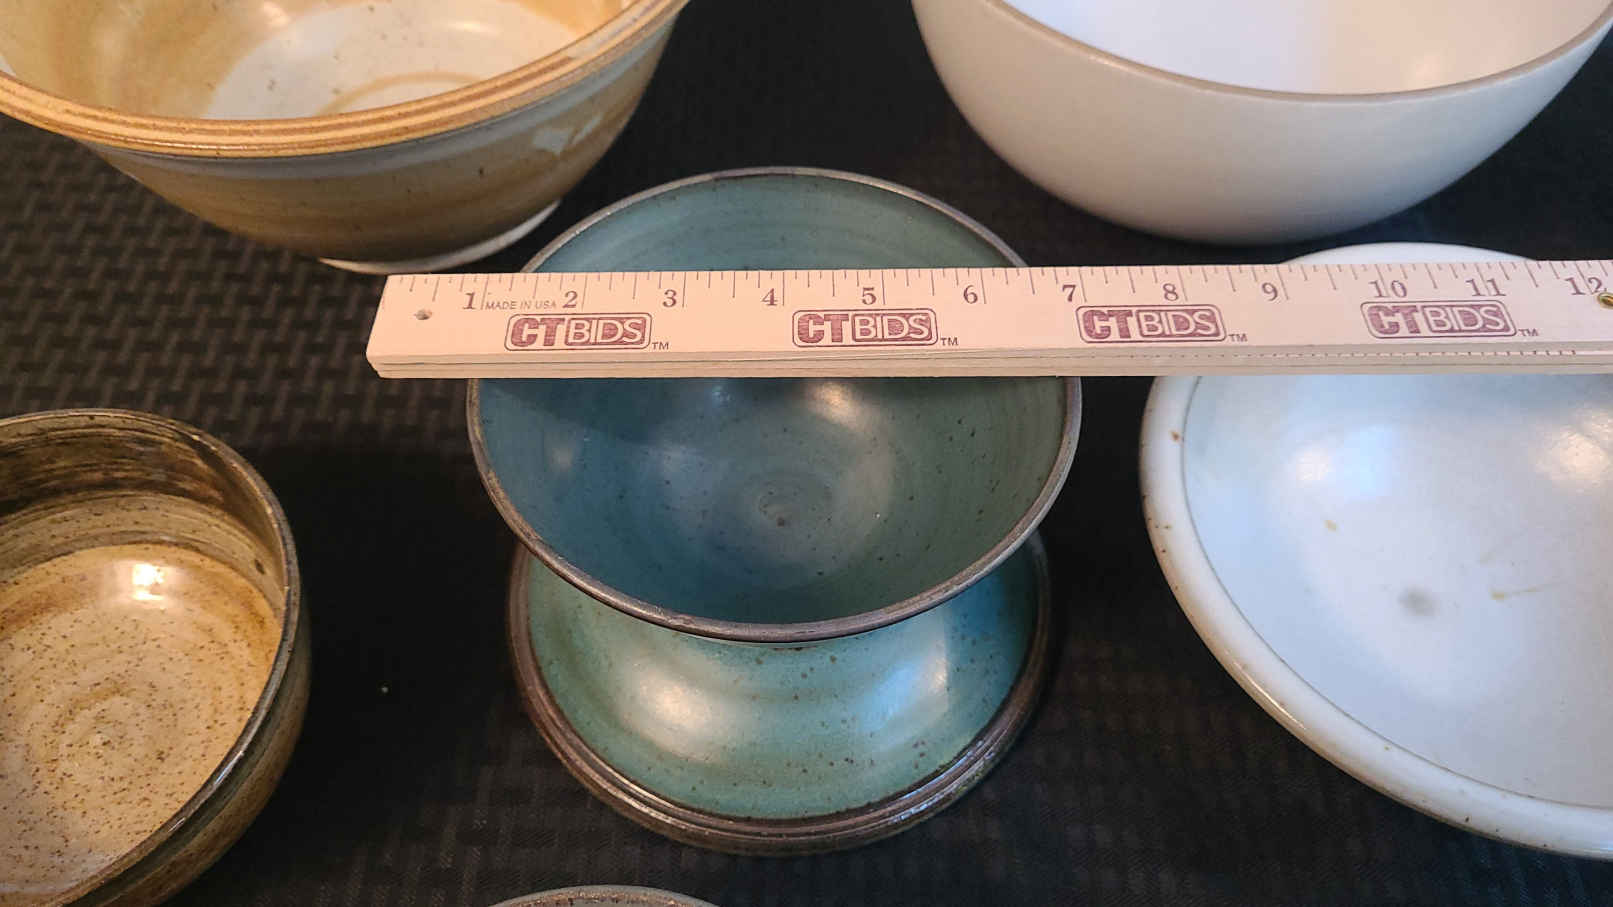 1 MADE IN USA 2 3 4 5 6 7 8 9 10 11 12
CTBIDS™ CTBIDS™ CTBIDS™ CTBIDS™